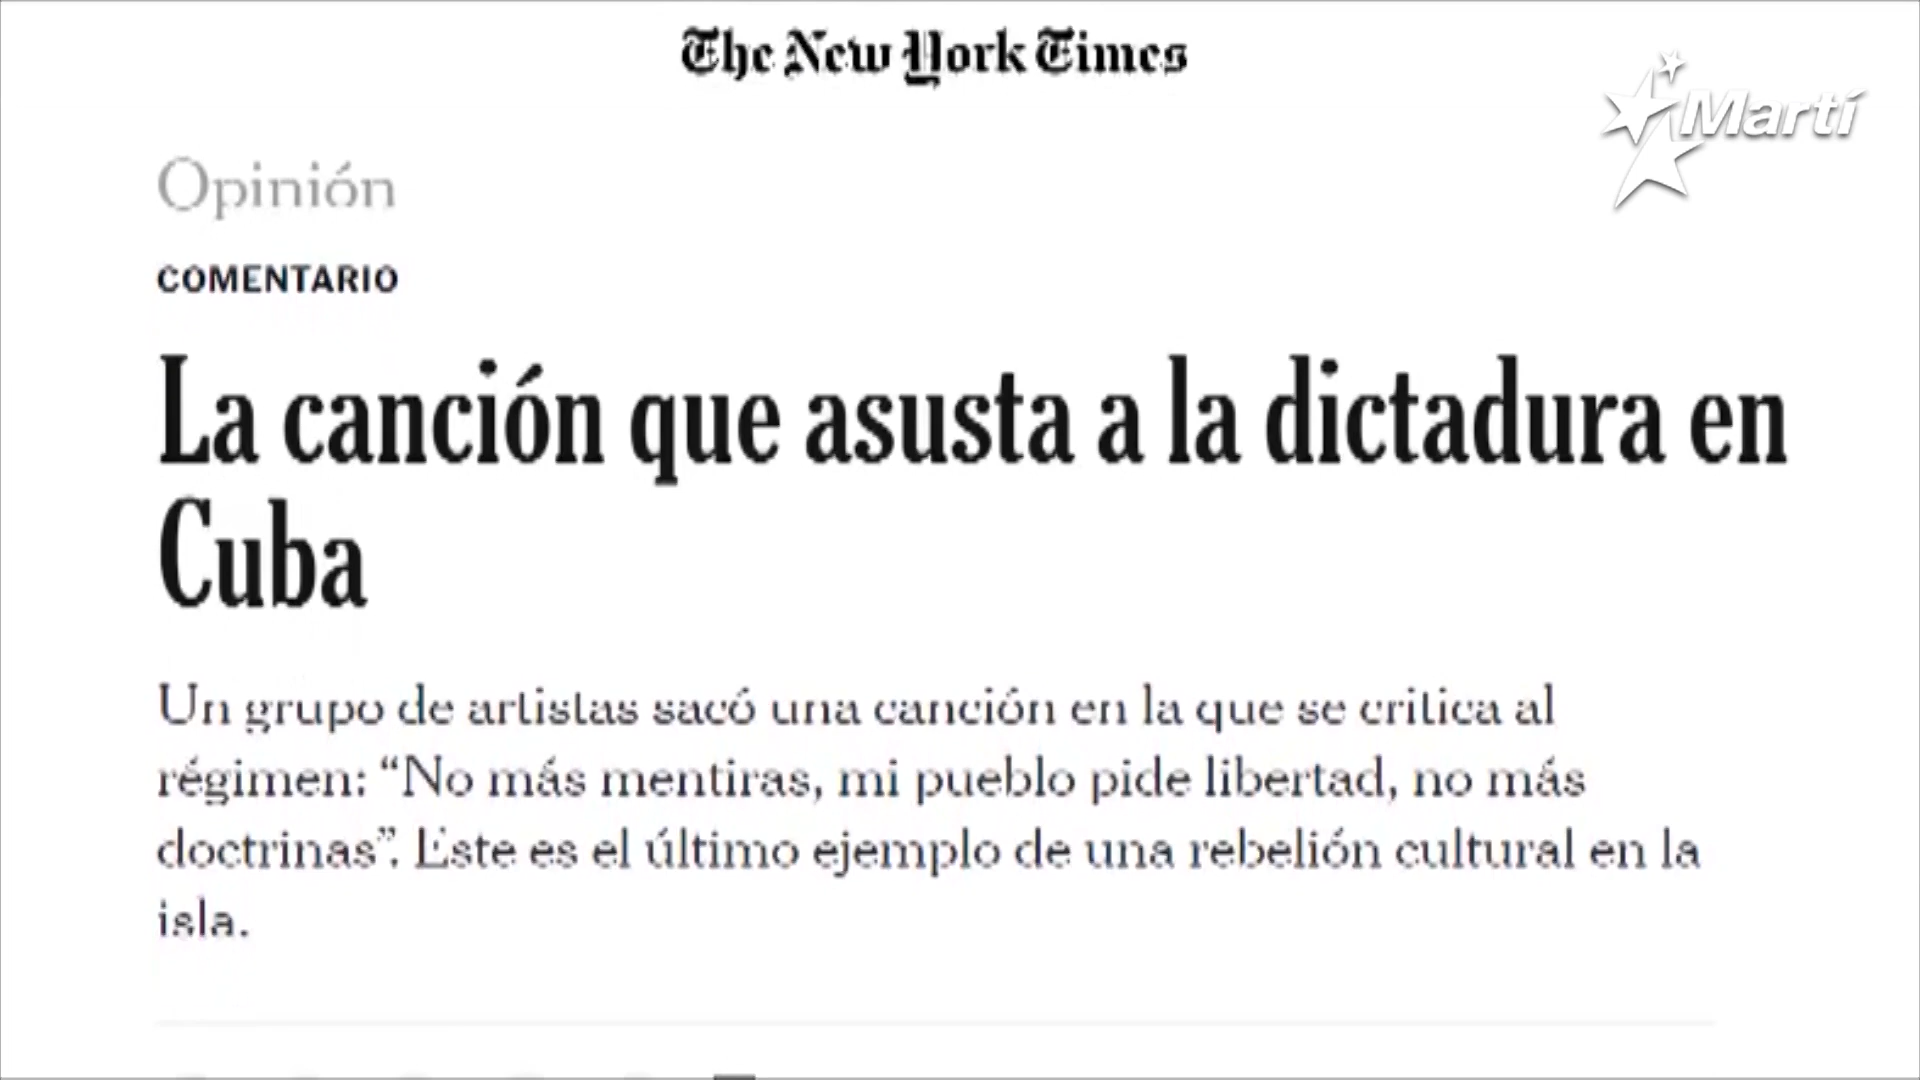 The New York Times
Martí
Opinión
COMENTARIO
La canción que asusta a la dictadura en
Cuba
Un grupo de artistas sacó una canción en la que se critica al
régimen: “No más mentiras, mi pueblo pide libertad, no más
doctrinas”. Este es el último ejemplo de una rebelión cultural en la
isla.